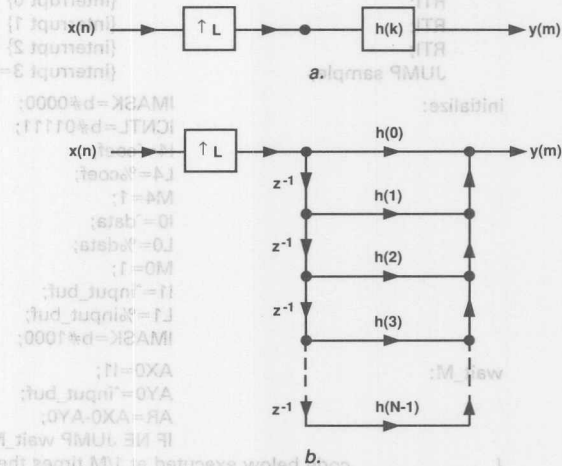 x(n) ↑ L h(k) y(m)
a.
x(n) ↑ L h(0) y(m)
z-1 h(1)
z-1 h(2)
z-1 h(3)
z-1 h(N-1)
b.